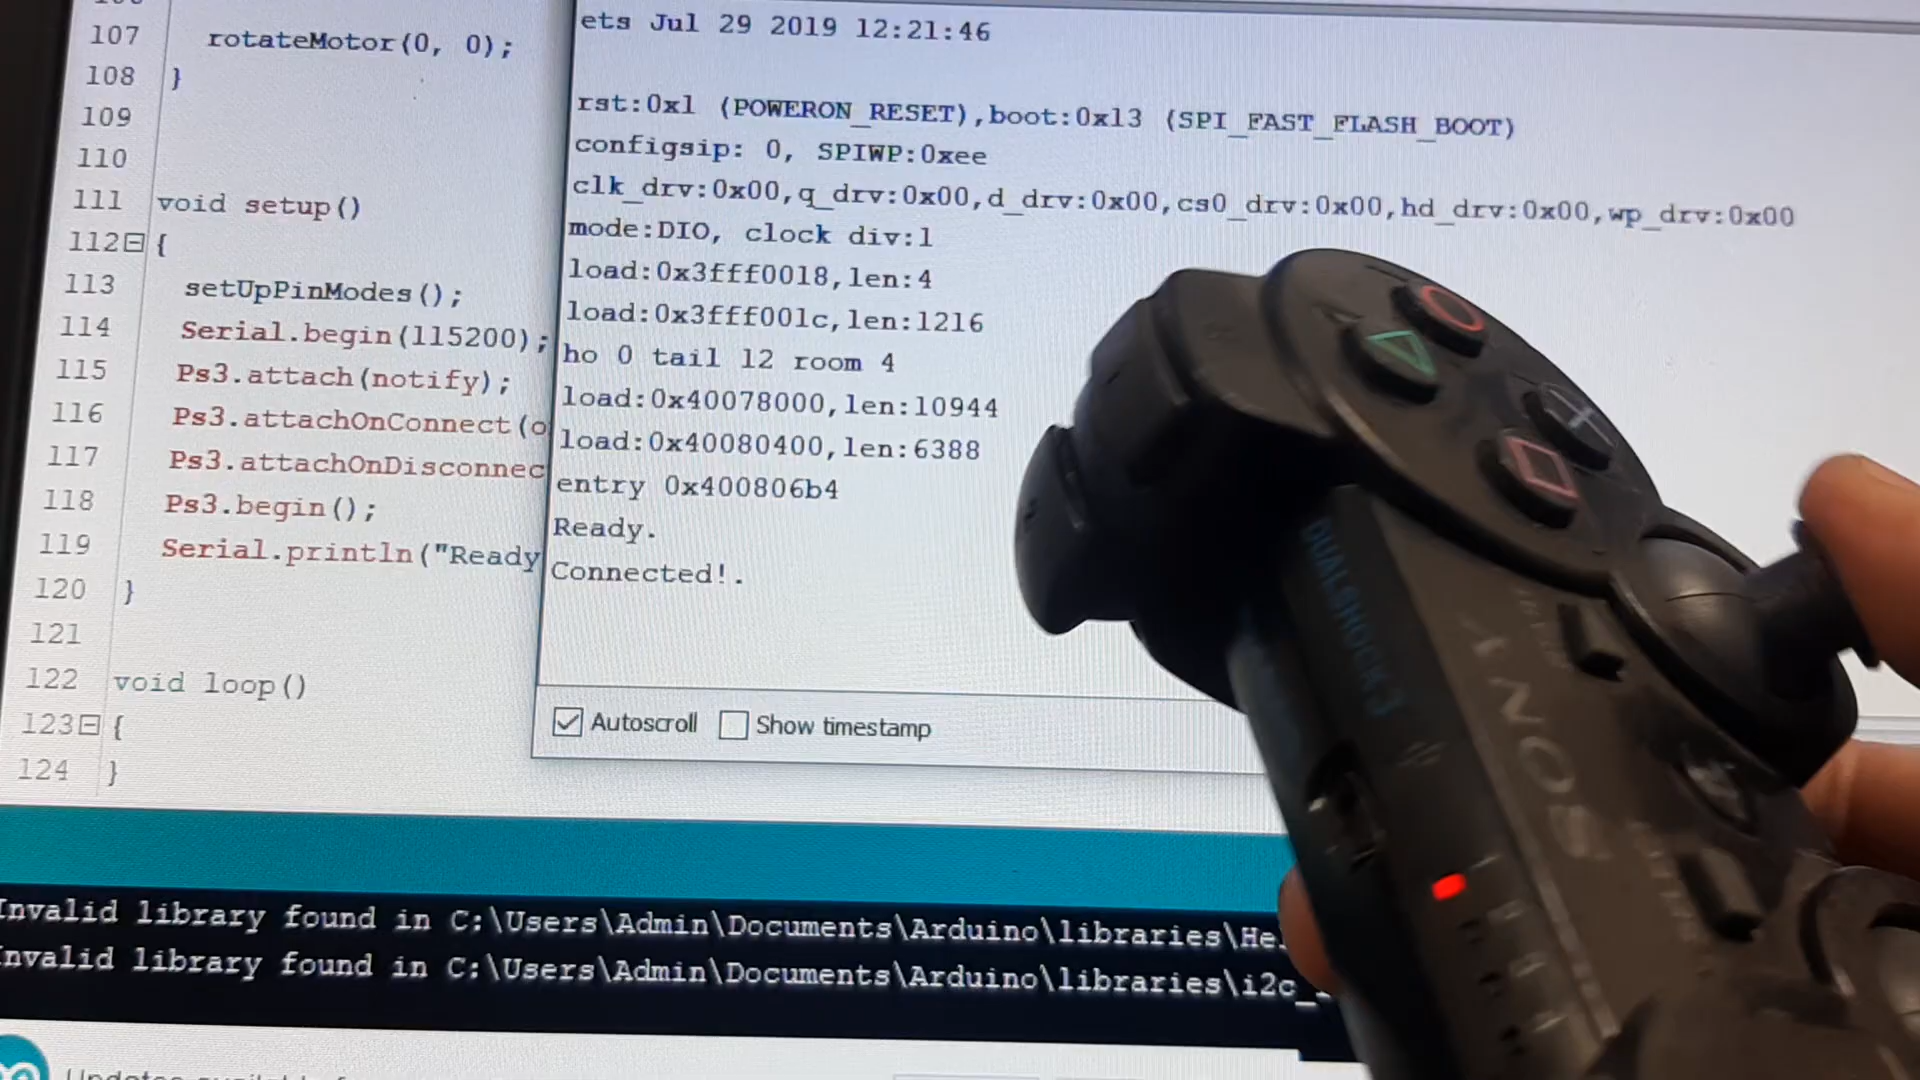 107 rotateMotor(0, 0);
108 }
109
110
111 void setup()
112 {
113 setUpPinModes();
114 Serial.begin(115200);
115 Ps3.attach(notify);
116 Ps3.attachOnConnect(o
117 Ps3.attachOnDisconnec
118 Ps3.begin();
119 Serial.println("Ready
120 }
121
122 void loop()
123 {
124 }
ets Jul 29 2019 12:21:46
rst:0x1 (POWERON_RESET),boot:0x13 (SPI_FAST_FLASH_BOOT)
configsip: 0, SPIWP:0xee
clk_drv:0x00,q_drv:0x00,d_drv:0x00,cs0_drv:0x00,hd_drv:0x00,wp_drv:0x00
mode:DIO, clock div:1
load:0x3fff0018,len:4
load:0x3fff001c,len:1216
ho 0 tail 12 room 4
load:0x40078000,len:10944
load:0x40080400,len:6388
entry 0x400806b4
Ready.
Connected!.
Autoscroll Show timestamp
DUALSHOCK 3
SONY
Invalid library found in C:\Users\Admin\Documents\Arduino\libraries\He
Invalid library found in C:\Users\Admin\Documents\Arduino\libraries\i2c_